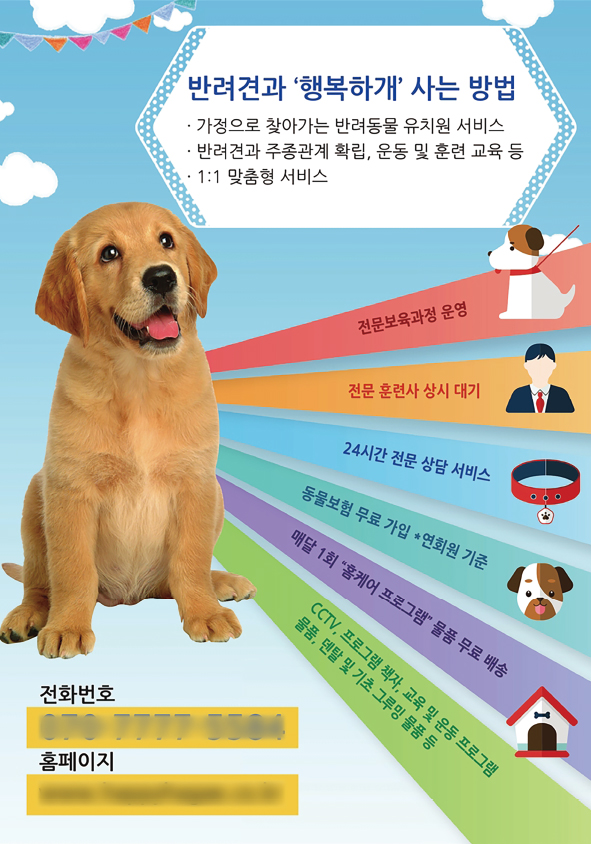 반려견과 ‘행복하개’ 사는 방법
· 가정으로 찾아가는 반려동물 유치원 서비스
· 반려견과 주종관계 확립, 운동 및 훈련 교육 등
· 1:1 맞춤형 서비스
전문보육과정 운영
전문 훈련사 상시 대기
24시간 전문 상담 서비스
동물보험 무료 가입 *연회원 기준
매달 1회 "홈케어 프로그램" 물품 무료 배송
CCTV, 프로그램 책자, 교육 및 운동 프로그램
물품, 덴탈 및 기초 그루밍 물품 등
전화번호
홈페이지